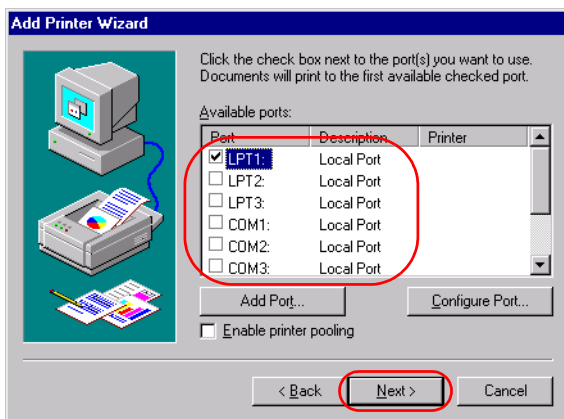 Add Printer Wizard
Click the check box next to the port(s) you want to use.
Documents will print to the first available checked port.
Available ports:
Port Description Printer
LPT1: Local Port
LPT2: Local Port
LPT3: Local Port
COM1: Local Port
COM2: Local Port
COM3: Local Port
Add Port... Configure Port...
Enable printer pooling
< Back Next > Cancel